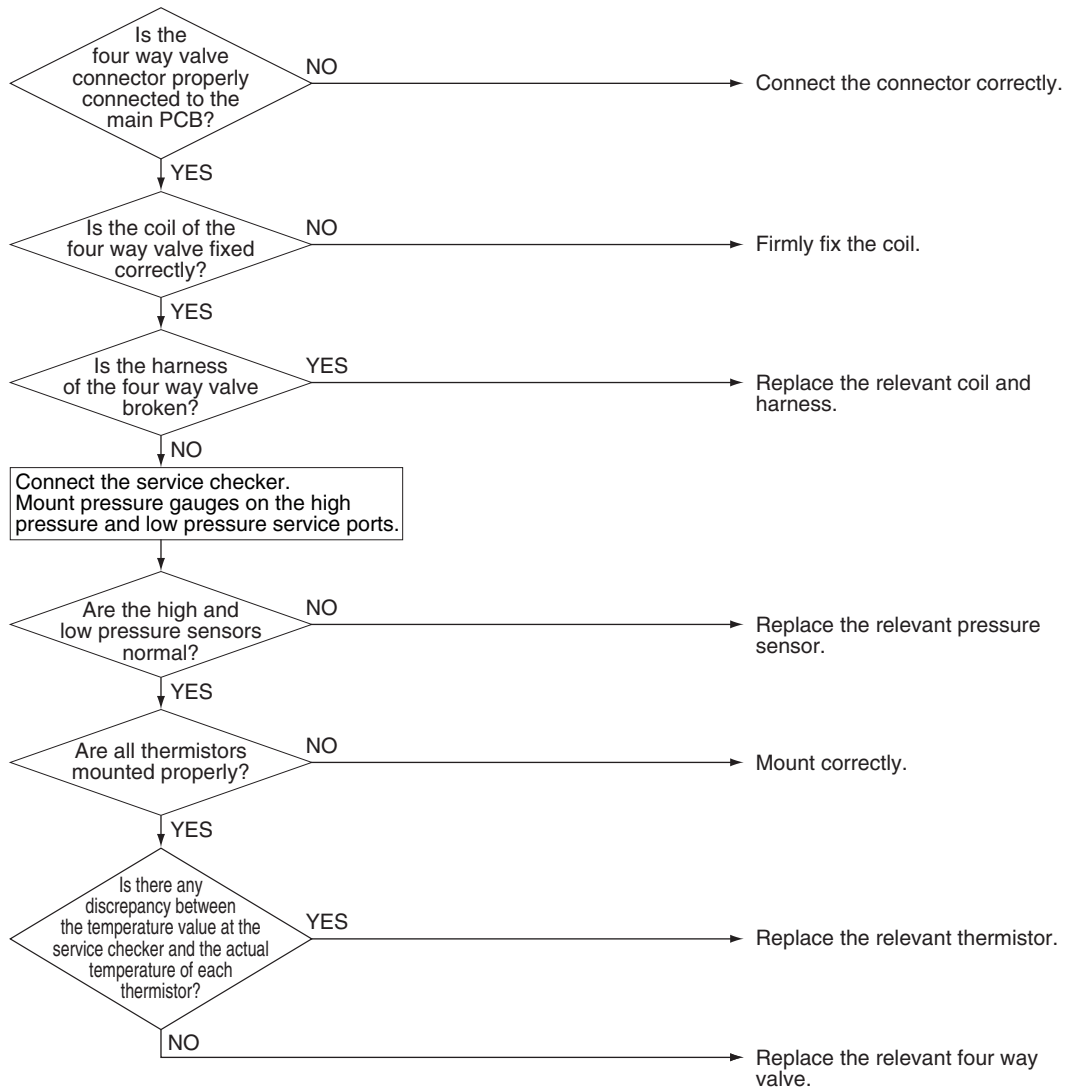 Is the
four way valve
connector properly
connected to the
main PCB?
NO
Connect the connector correctly.
YES
Is the coil of the
four way valve fixed
correctly?
NO
Firmly fix the coil.
YES
Is the harness
of the four way valve
broken?
YES
Replace the relevant coil and
harness.
NO
Connect the service checker.
Mount pressure gauges on the high
pressure and low pressure service ports.
Are the high and
low pressure sensors
normal?
NO
Replace the relevant pressure
sensor.
YES
Are all thermistors
mounted properly?
NO
Mount correctly.
YES
Is there any
discrepancy between
the temperature value at the
service checker and the actual
temperature of each
thermistor?
YES
Replace the relevant thermistor.
NO
Replace the relevant four way
valve.